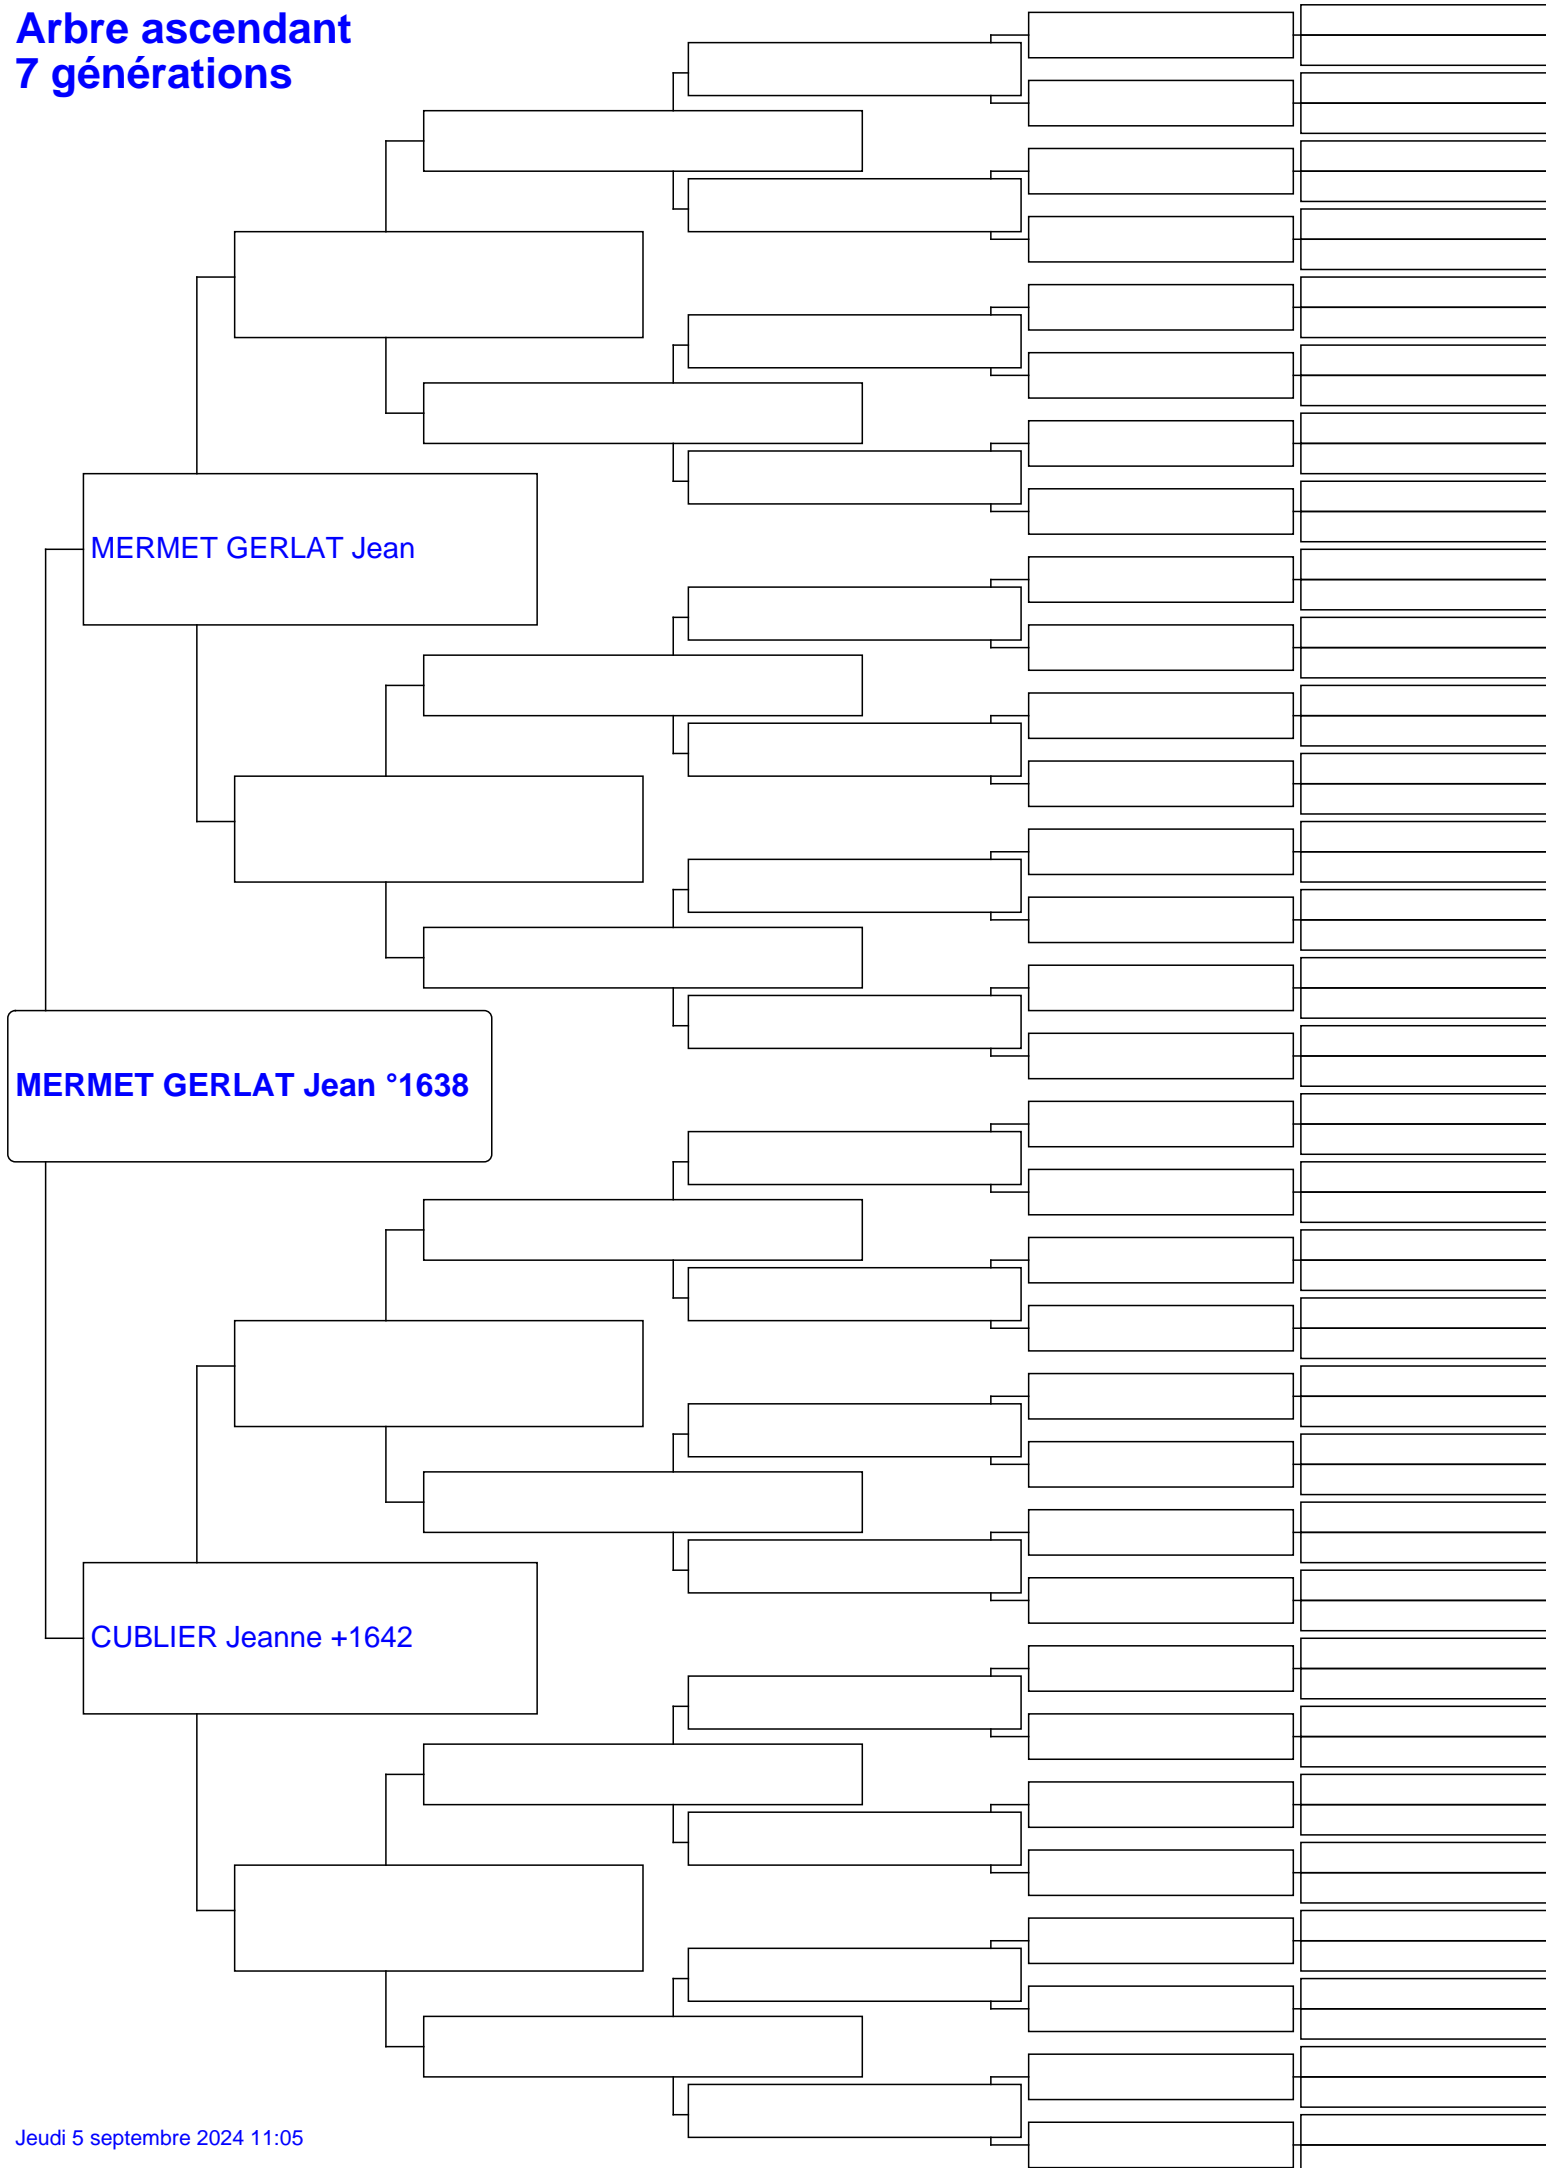 Arbre ascendant
7 générations
MERMET GERLAT Jean
MERMET GERLAT Jean °1638
CUBLIER Jeanne +1642
Jeudi 5 septembre 2024 11:05